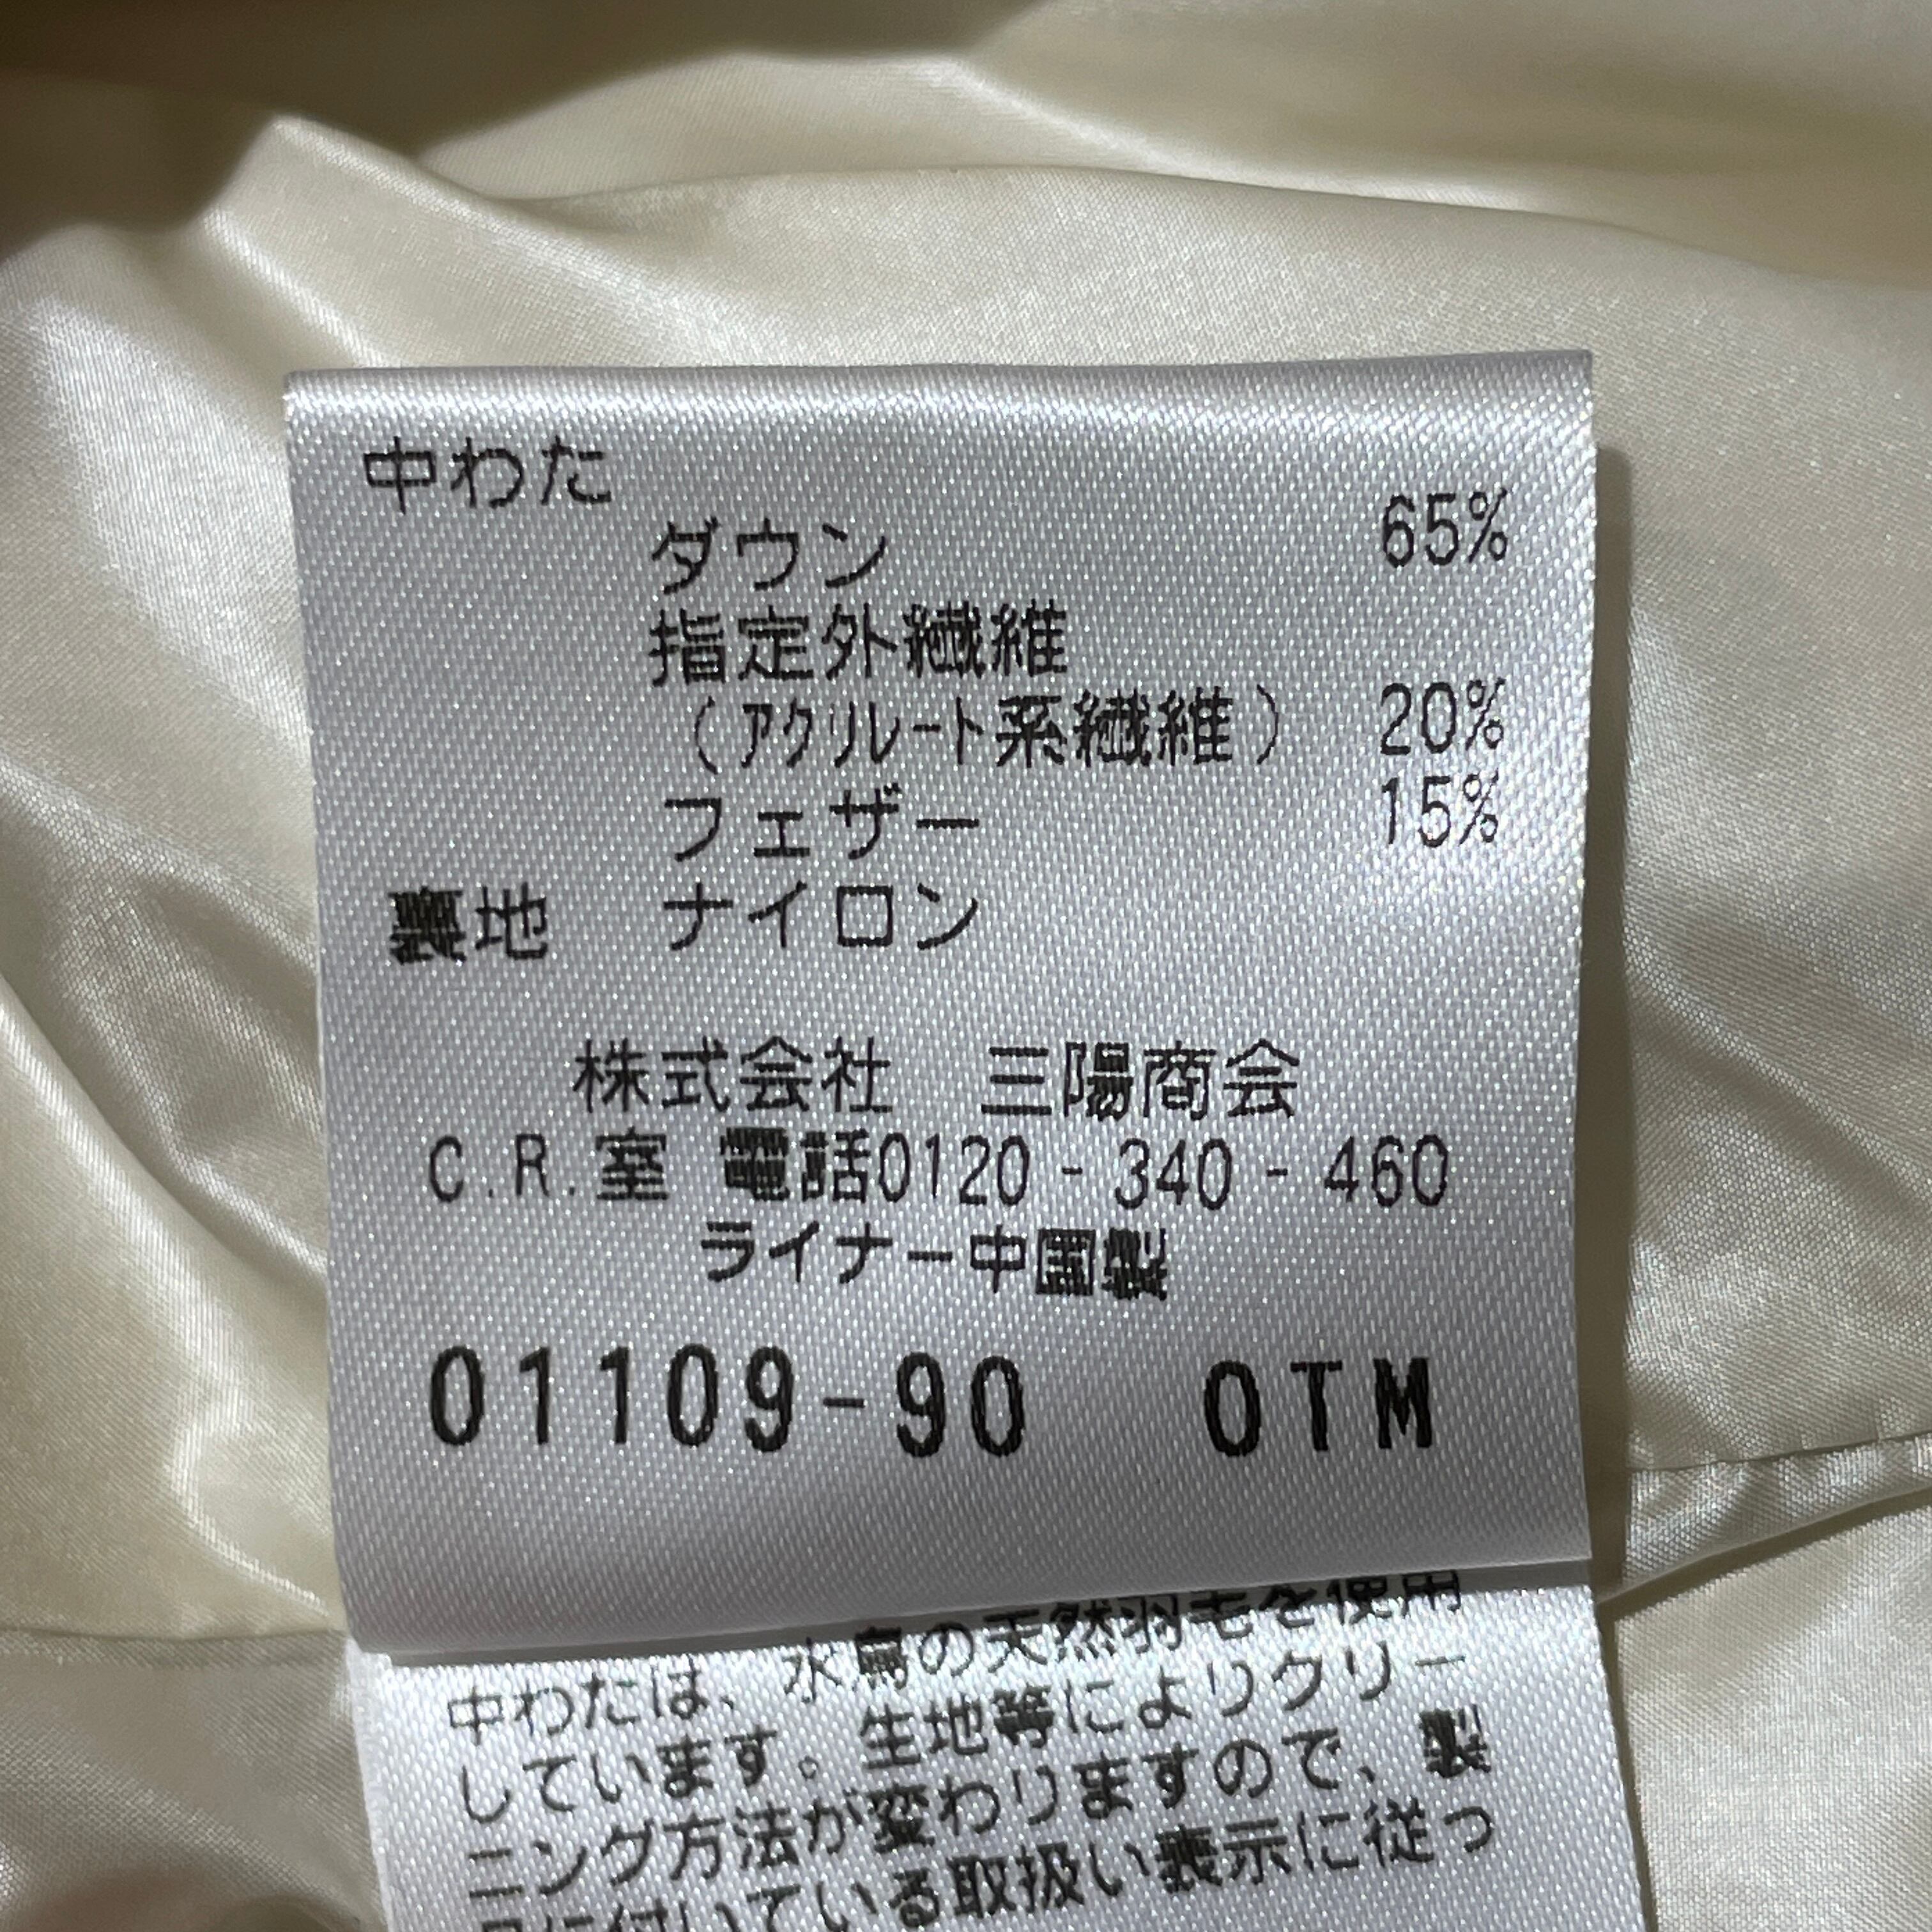 中わた
ダウン 65%
指定外繊維
(アクリレート系繊維) 20%
フェザー 15%
裏地 ナイロン
株式会社 三陽商会
C.R.室 電話0120-340-460
ライナー中国製
01109-90 0TM
中わたは、水鳥の天然羽毛を使用
しています。生地等によりクリー
ニング方法が変わりますので、製
品に付いている取扱い表示に従っ